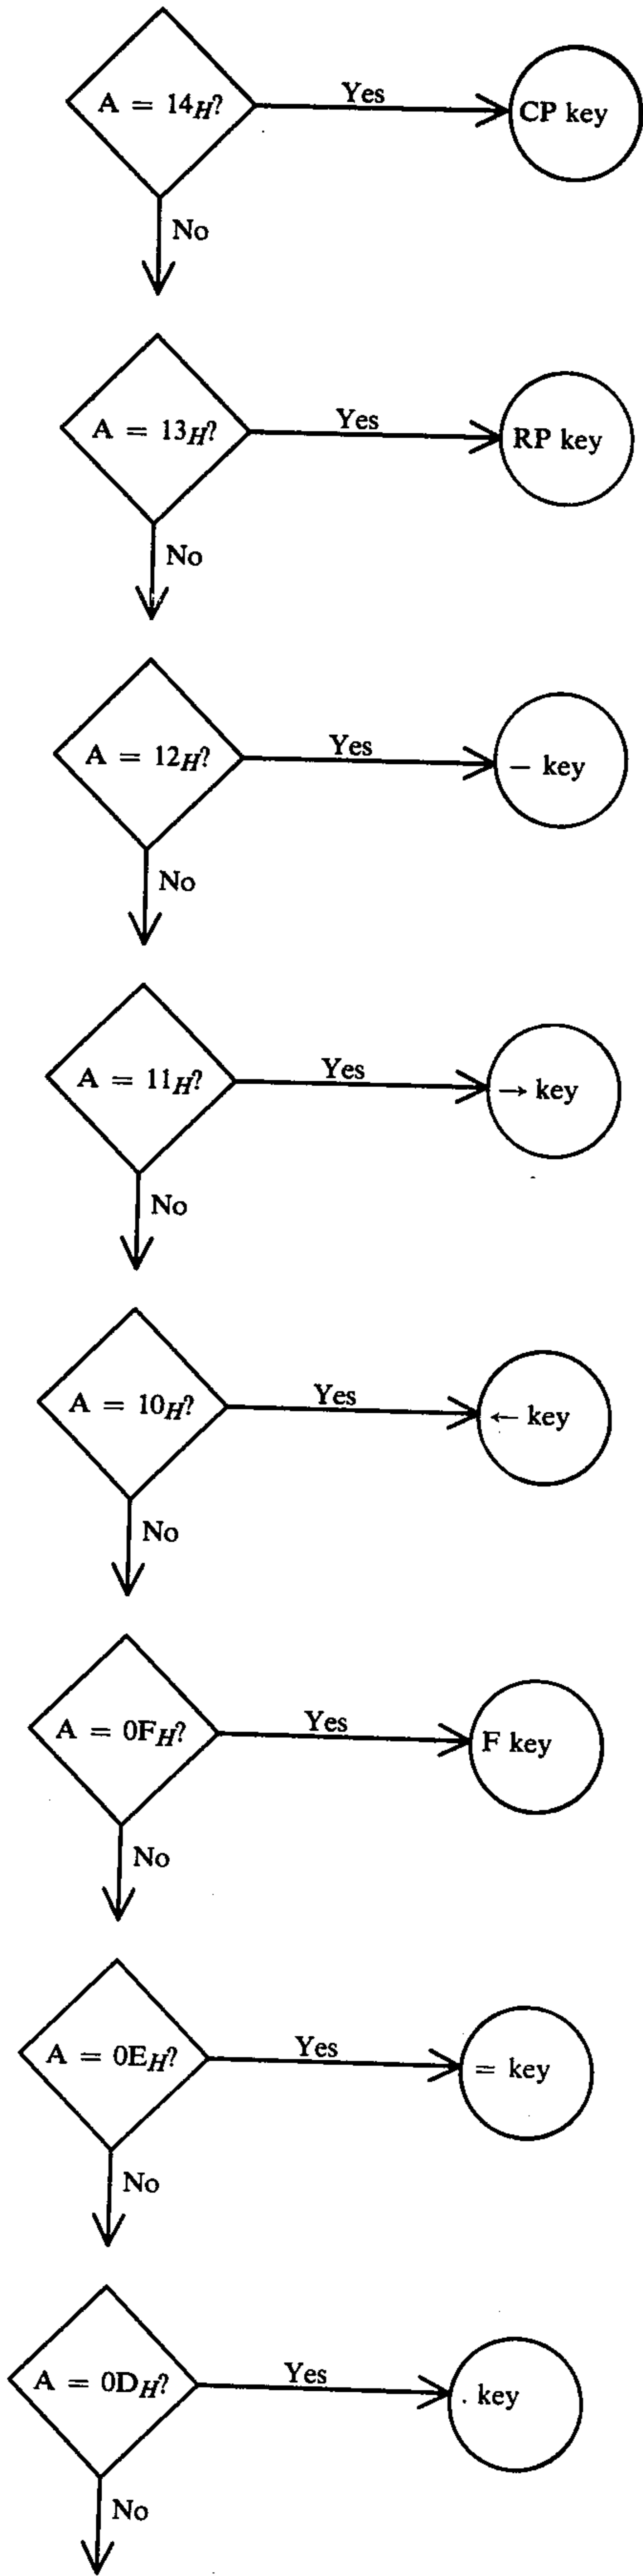 A = 14H?
Yes
CP key
No
A = 13H?
Yes
RP key
No
A = 12H?
Yes
− key
No
A = 11H?
Yes
→ key
No
A = 10H?
Yes
← key
No
A = 0FH?
Yes
F key
No
A = 0EH?
Yes
= key
No
A = 0DH?
Yes
. key
No